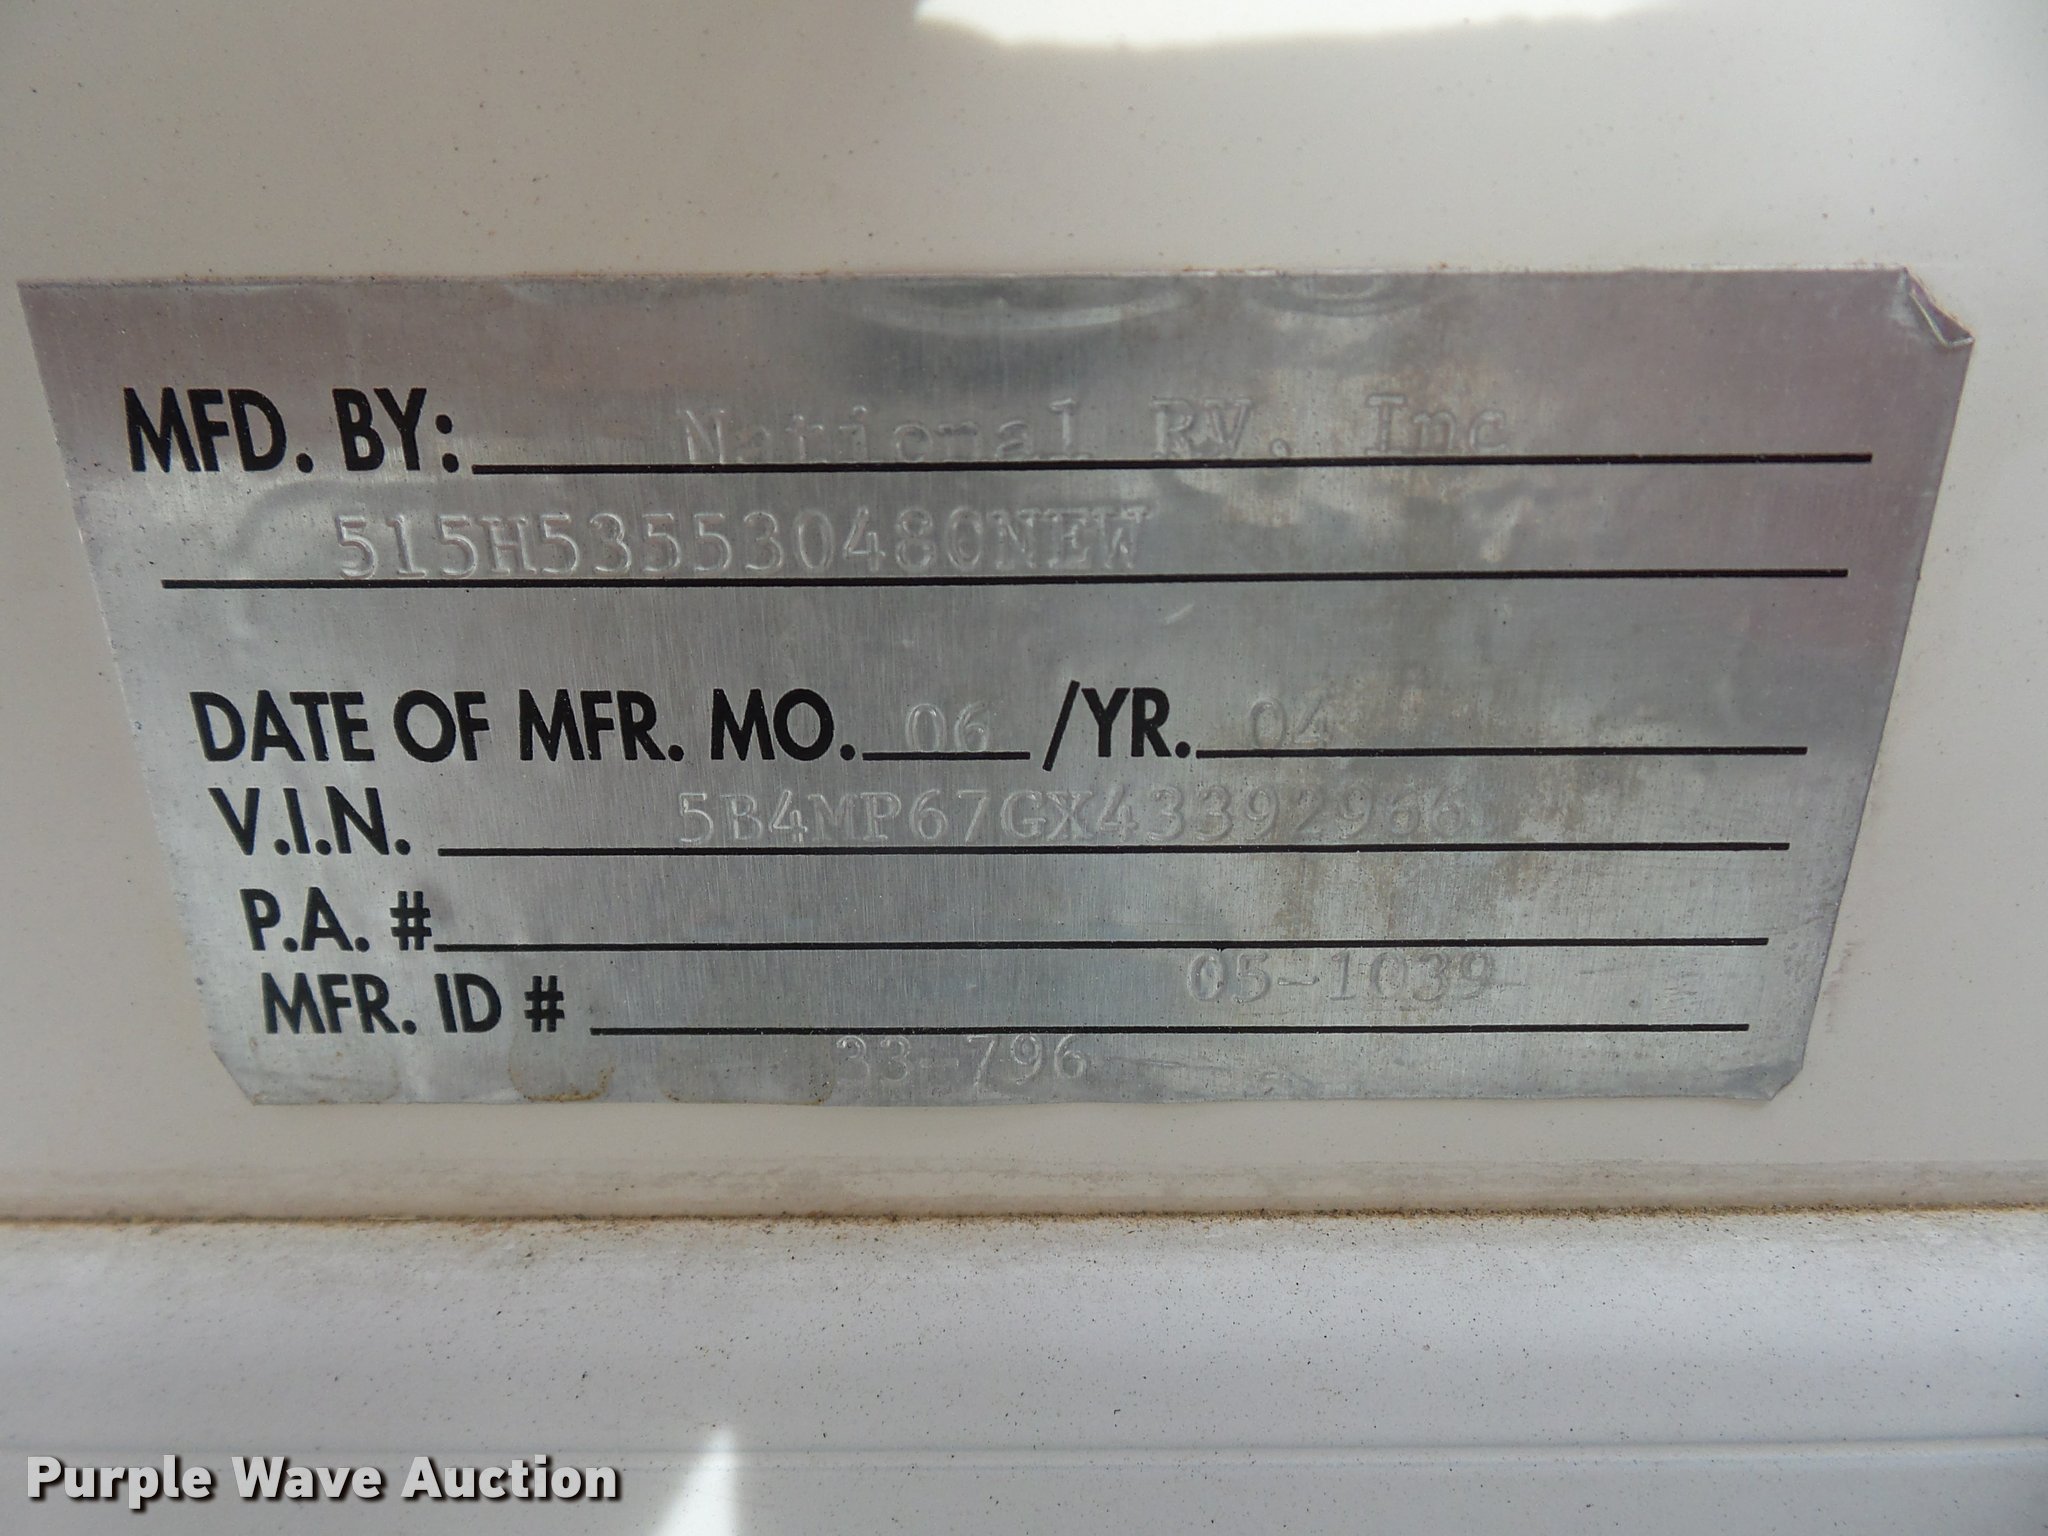 MFD. BY: National RV, Inc
515H535530480NEW
DATE OF MFR. MO. 06 /YR. 04
V.I.N. 5B4MP67GX43392966
P.A. #
MFR. ID # 05-1039
33-796
Purple Wave Auction